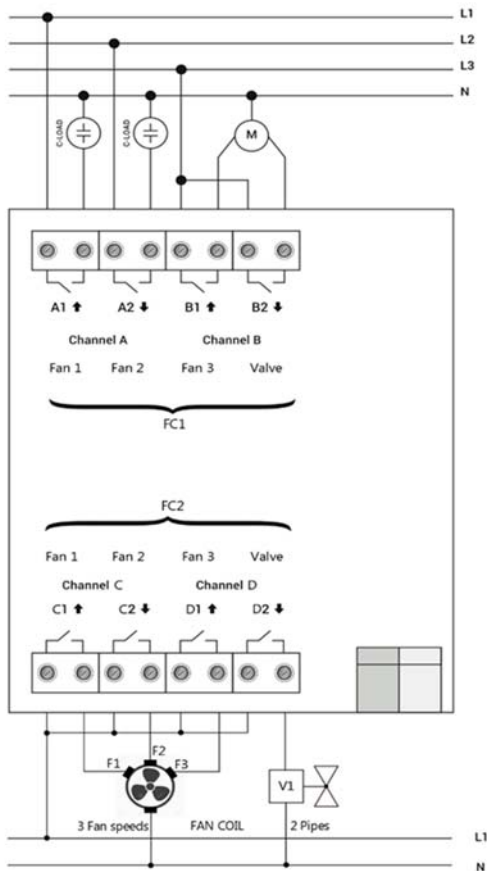 L1
L2
L3
N
C-LOAD C-LOAD M
A1 A2 B1 B2
Channel A Channel B
Fan 1 Fan 2 Fan 3 Valve
FC1
FC2
Fan 1 Fan 2 Fan 3 Valve
Channel C Channel D
C1 C2 D1 D2
F1 F2 F3
V1
3 Fan speeds FAN COIL 2 Pipes
L1
N